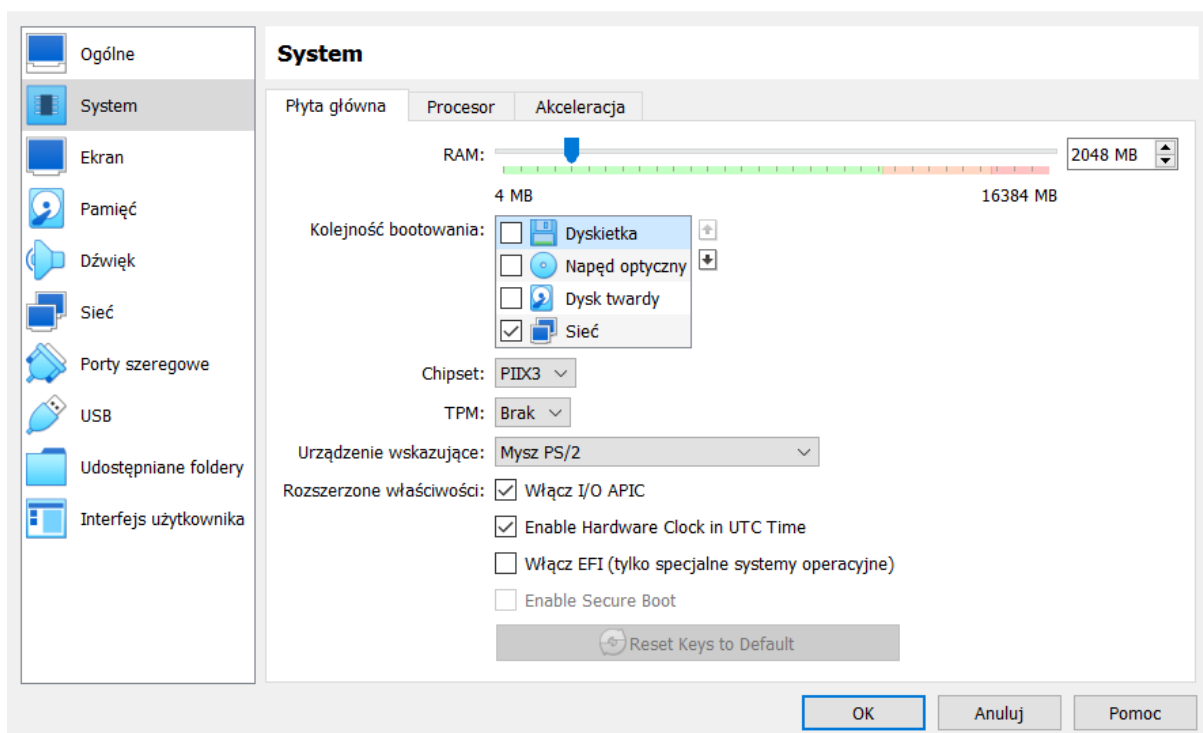 Ogólne
System
Ekran
Pamięć
Dźwięk
Sieć
Porty szeregowe
USB
Udostępniane foldery
Interfejs użytkownika
System
Płyta główna Procesor Akceleracja
RAM: 2048 MB
4 MB 16384 MB
Kolejność bootowania: Dyskietka
Napęd optyczny
Dysk twardy
Sieć
Chipset: PIIX3
TPM: Brak
Urządzenie wskazujące: Mysz PS/2
Rozszerzone właściwości: Włącz I/O APIC
Enable Hardware Clock in UTC Time
Włącz EFI (tylko specjalne systemy operacyjne)
Enable Secure Boot
Reset Keys to Default
OK Anuluj Pomoc